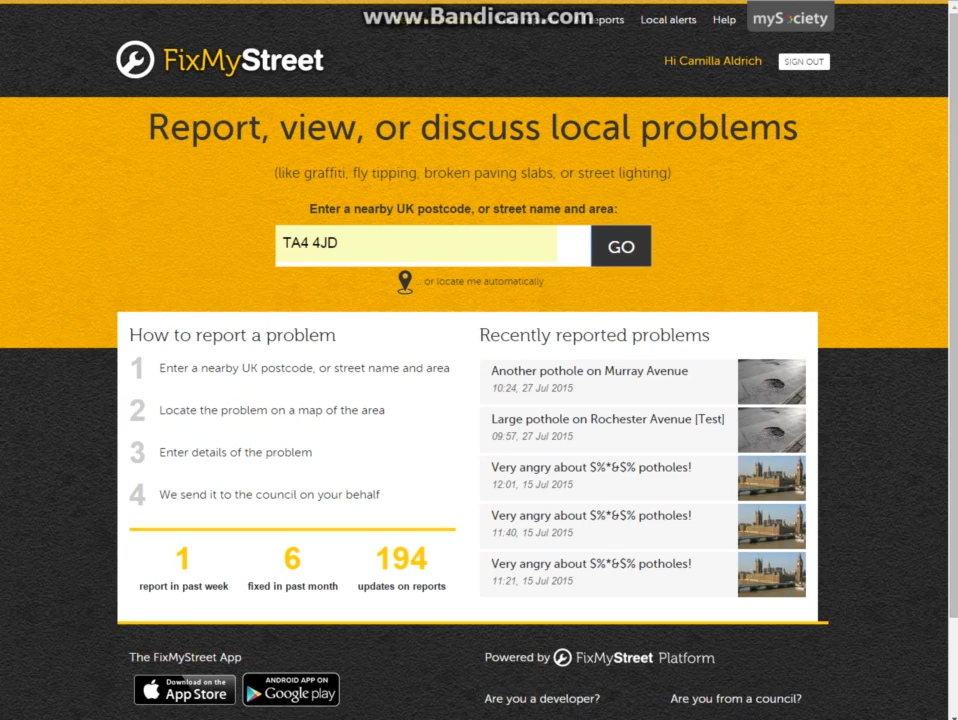 www.Bandicam.com
Local alerts
Help
mySociety
FixMyStreet
Hi Camilla Aldrich
SIGN OUT
Report, view, or discuss local problems
(like graffiti, fly tipping, broken paving slabs, or street lighting)
Enter a nearby UK postcode, or street name and area:
TA4 4JD
GO
or locate me automatically
How to report a problem
1 Enter a nearby UK postcode, or street name and area
2 Locate the problem on a map of the area
3 Enter details of the problem
4 We send it to the council on your behalf
1
report in past week
6
fixed in past month
194
updates on reports
Recently reported problems
Another pothole on Murray Avenue
10:24, 27 Jul 2015
Large pothole on Rochester Avenue [Test]
09:57, 27 Jul 2015
Very angry about $%*&$% potholes!
12:01, 15 Jul 2015
Very angry about $%*&$% potholes!
11:40, 15 Jul 2015
Very angry about $%*&$% potholes!
11:21, 15 Jul 2015
The FixMyStreet App
Download on the
App Store
ANDROID APP ON
Google play
Powered by FixMyStreet Platform
Are you a developer?
Are you from a council?